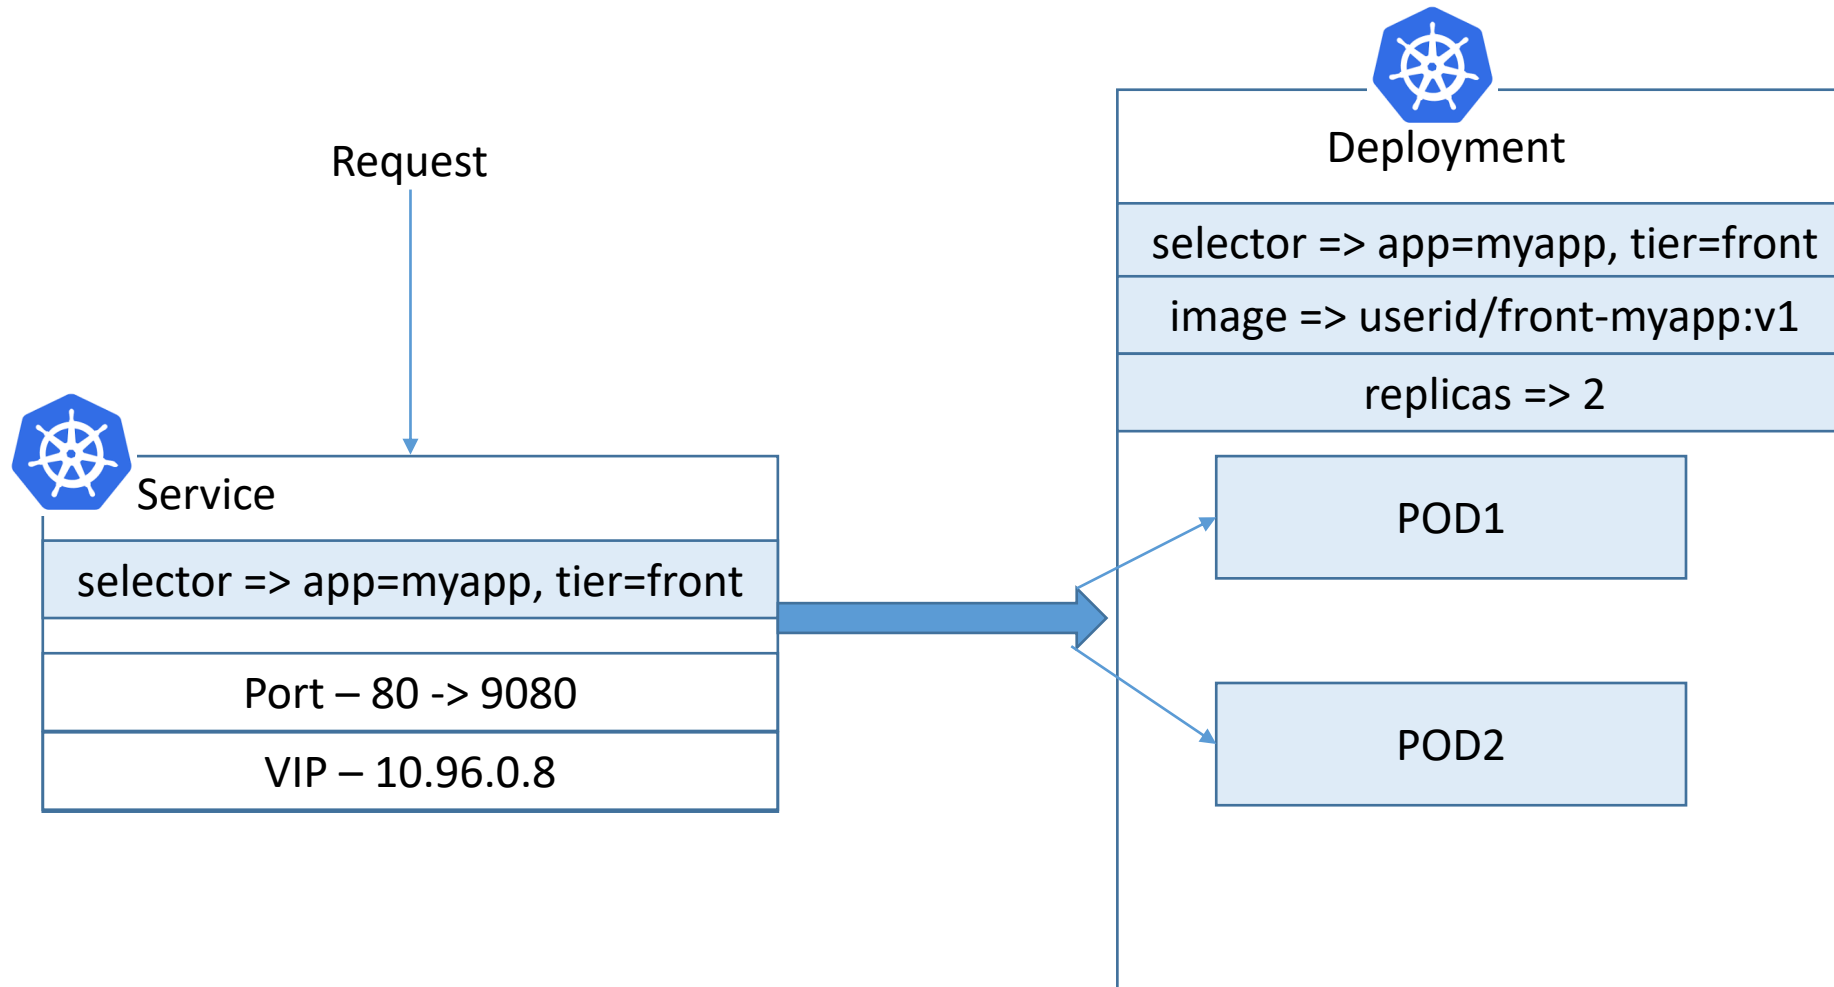 Request
Service
selector => app=myapp, tier=front
Port – 80 -> 9080
VIP – 10.96.0.8
Deployment
selector => app=myapp, tier=front
image => userid/front-myapp:v1
replicas => 2
POD1
POD2